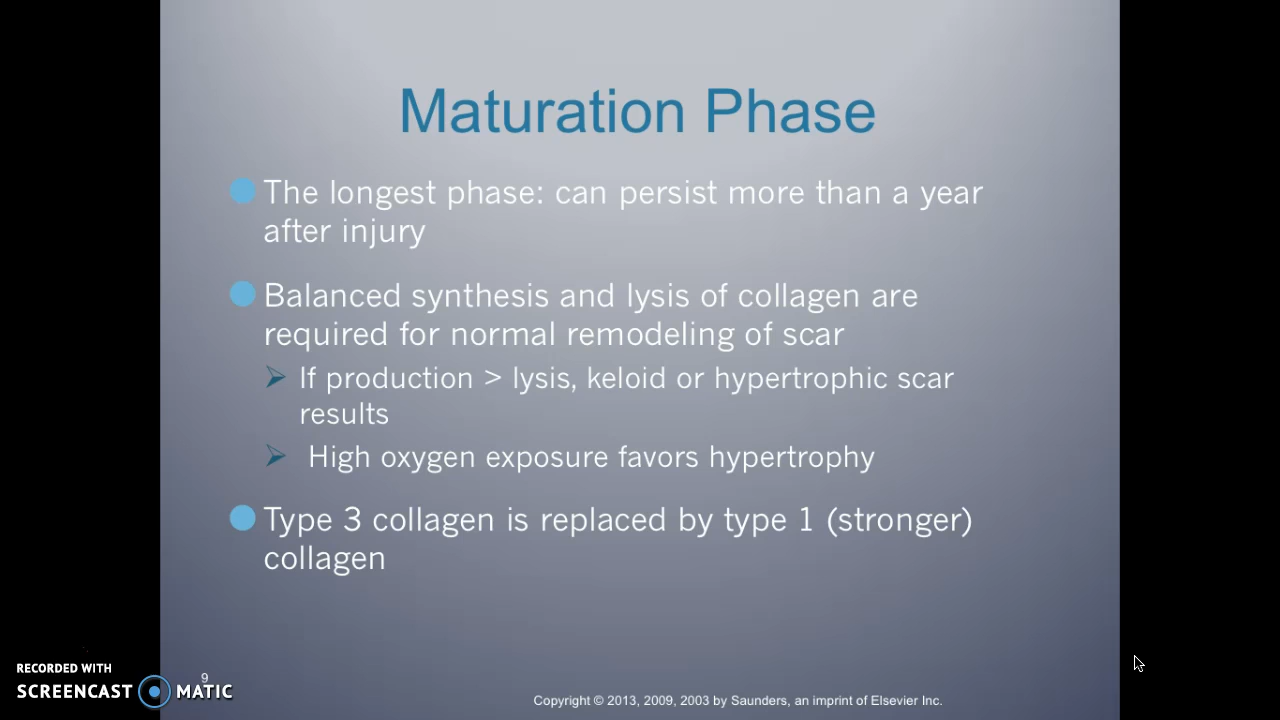 Maturation Phase
The longest phase: can persist more than a year
after injury
Balanced synthesis and lysis of collagen are
required for normal remodeling of scar
If production > lysis, keloid or hypertrophic scar
results
High oxygen exposure favors hypertrophy
Type 3 collagen is replaced by type 1 (stronger)
collagen
RECORDED WITH
SCREENCAST MATIC
9
Copyright © 2013, 2009, 2003 by Saunders, an imprint of Elsevier Inc.